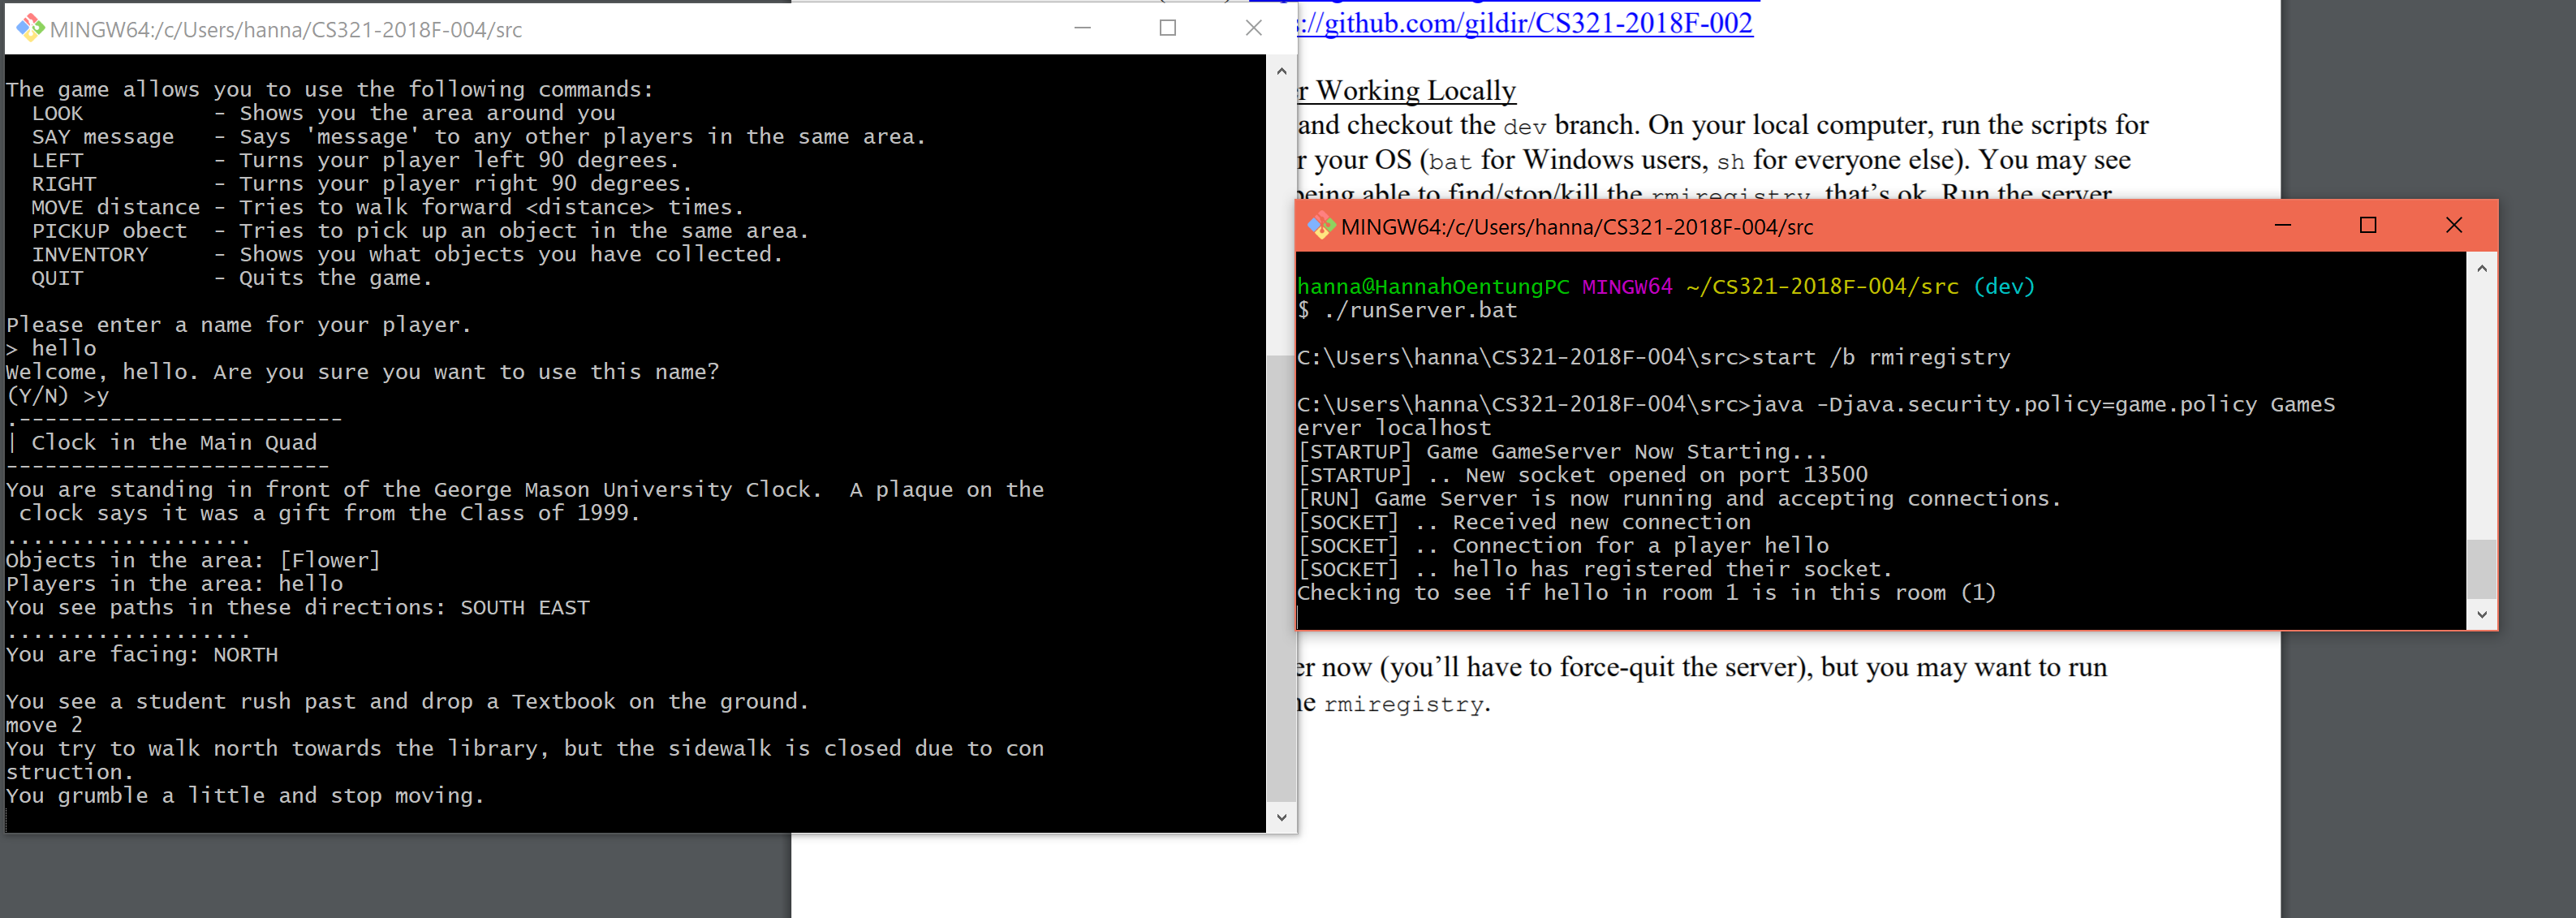 MINGW64:/c/Users/hanna/CS321-2018F-004/src
The game allows you to use the following commands:
LOOK - Shows you the area around you
SAY message - Says 'message' to any other players in the same area.
LEFT - Turns your player left 90 degrees.
RIGHT - Turns your player right 90 degrees.
MOVE distance - Tries to walk forward <distance> times.
PICKUP obect - Tries to pick up an object in the same area.
INVENTORY - Shows you what objects you have collected.
QUIT - Quits the game.
Please enter a name for your player.
> hello
Welcome, hello. Are you sure you want to use this name?
(Y/N) >y
.-------------------------
| Clock in the Main Quad
-------------------------
You are standing in front of the George Mason University Clock.  A plaque on the
clock says it was a gift from the Class of 1999.
...................
Objects in the area: [Flower]
Players in the area: hello
You see paths in these directions: SOUTH EAST
...................
You are facing: NORTH
You see a student rush past and drop a Textbook on the ground.
move 2
You try to walk north towards the library, but the sidewalk is closed due to con
struction.
You grumble a little and stop moving.
s://github.com/gildir/CS321-2018F-002
r Working Locally
and checkout the dev branch. On your local computer, run the scripts for
r your OS (bat for Windows users, sh for everyone else). You may see
being able to find/stop/kill the rmiregistry, that's ok. Run the server
MINGW64:/c/Users/hanna/CS321-2018F-004/src
hanna@HannahOentungPC MINGW64 ~/CS321-2018F-004/src (dev)
$ ./runServer.bat
C:\Users\hanna\CS321-2018F-004\src>start /b rmiregistry
C:\Users\hanna\CS321-2018F-004\src>java -Djava.security.policy=game.policy GameS
erver localhost
[STARTUP] Game GameServer Now Starting...
[STARTUP] .. New socket opened on port 13500
[RUN] Game Server is now running and accepting connections.
[SOCKET] .. Received new connection
[SOCKET] .. Connection for a player hello
[SOCKET] .. hello has registered their socket.
Checking to see if hello in room 1 is in this room (1)
er now (you'll have to force-quit the server), but you may want to run
ne rmiregistry.